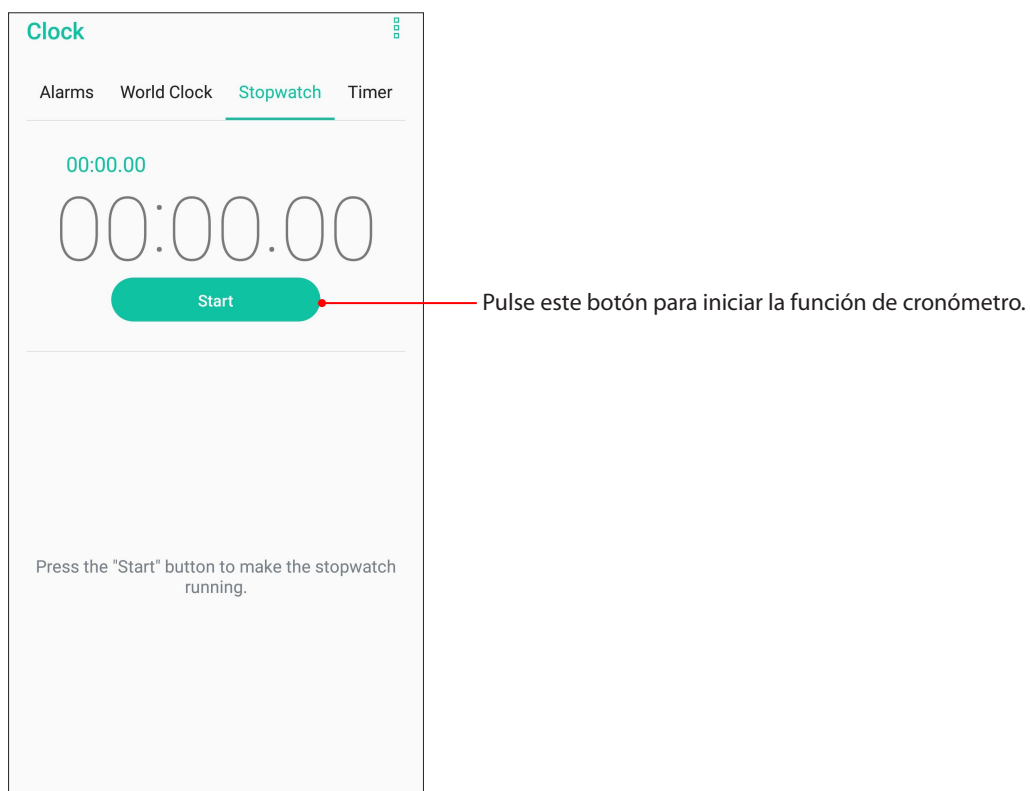 Clock
Alarms World Clock Stopwatch Timer
00:00.00
00:00.00
Start
Pulse este botón para iniciar la función de cronómetro.
Press the "Start" button to make the stopwatch
running.